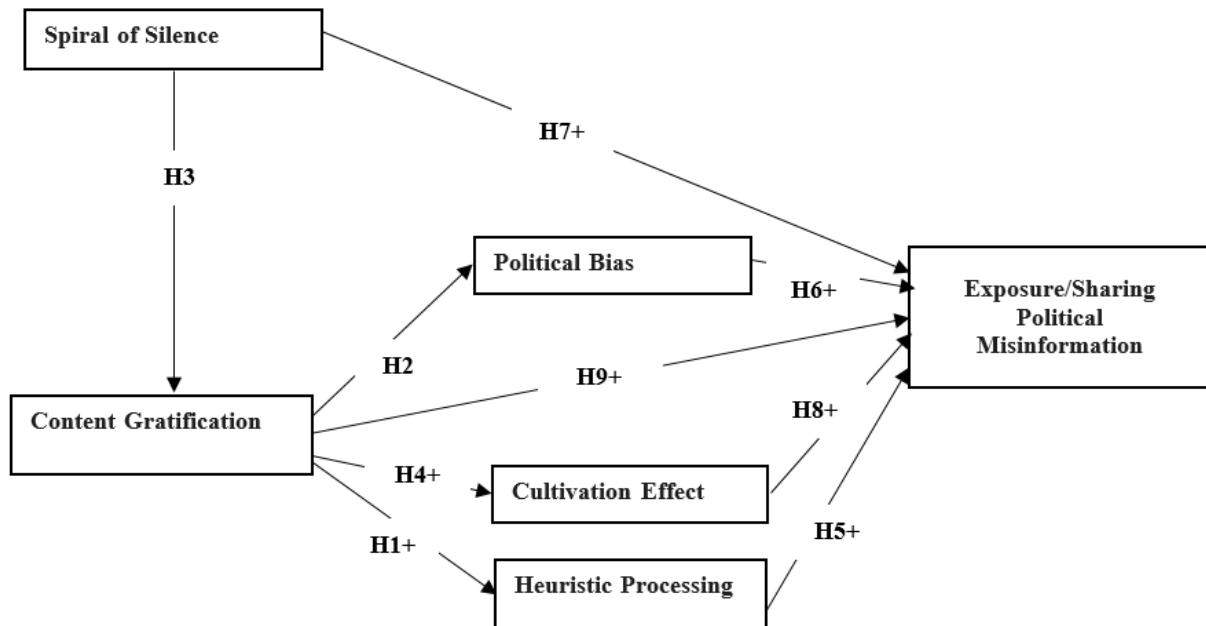 Spiral of Silence
H7+
H3
Political Bias
H6+
Exposure/Sharing
Political
Misinformation
H2
H9+
Content Gratification
H8+
H4+
Cultivation Effect
H5+
H1+
Heuristic Processing